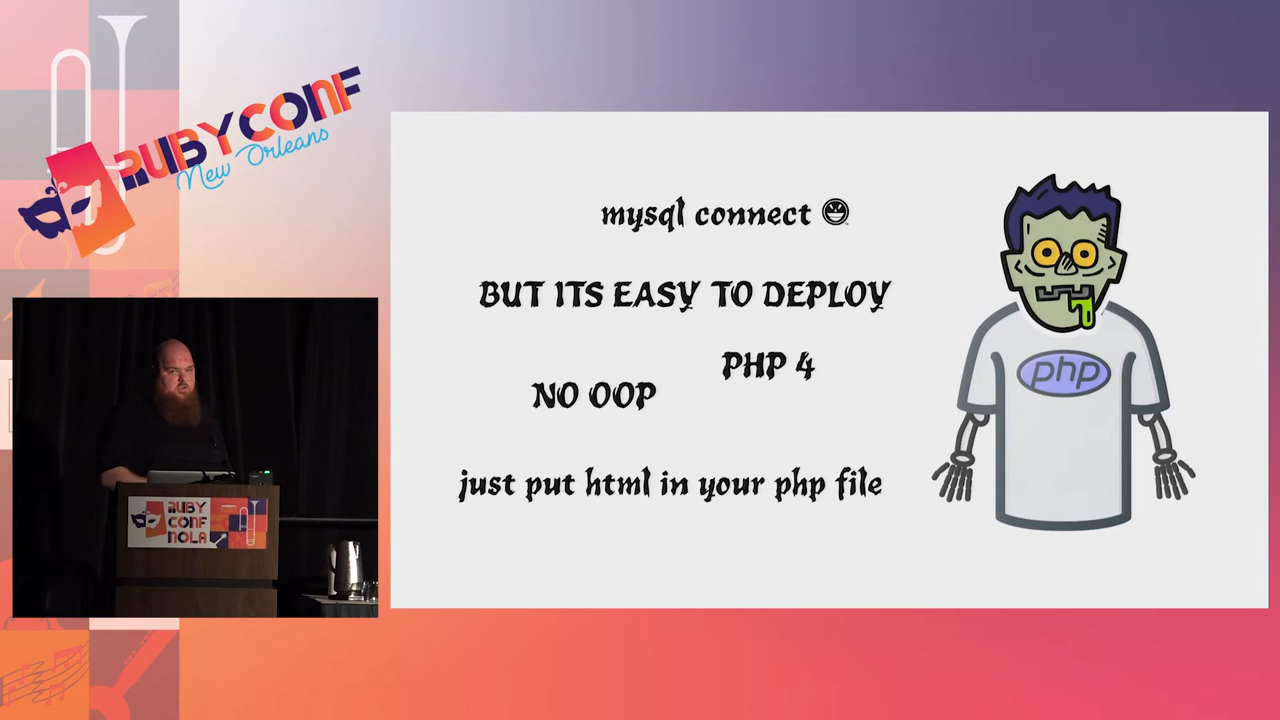 RUBYCONF
New Orleans
mysql connect
BUT ITS EASY TO DEPLOY
PHP 4
NO OOP
just put html in your php file
php
RUBY
CONF
NOLA